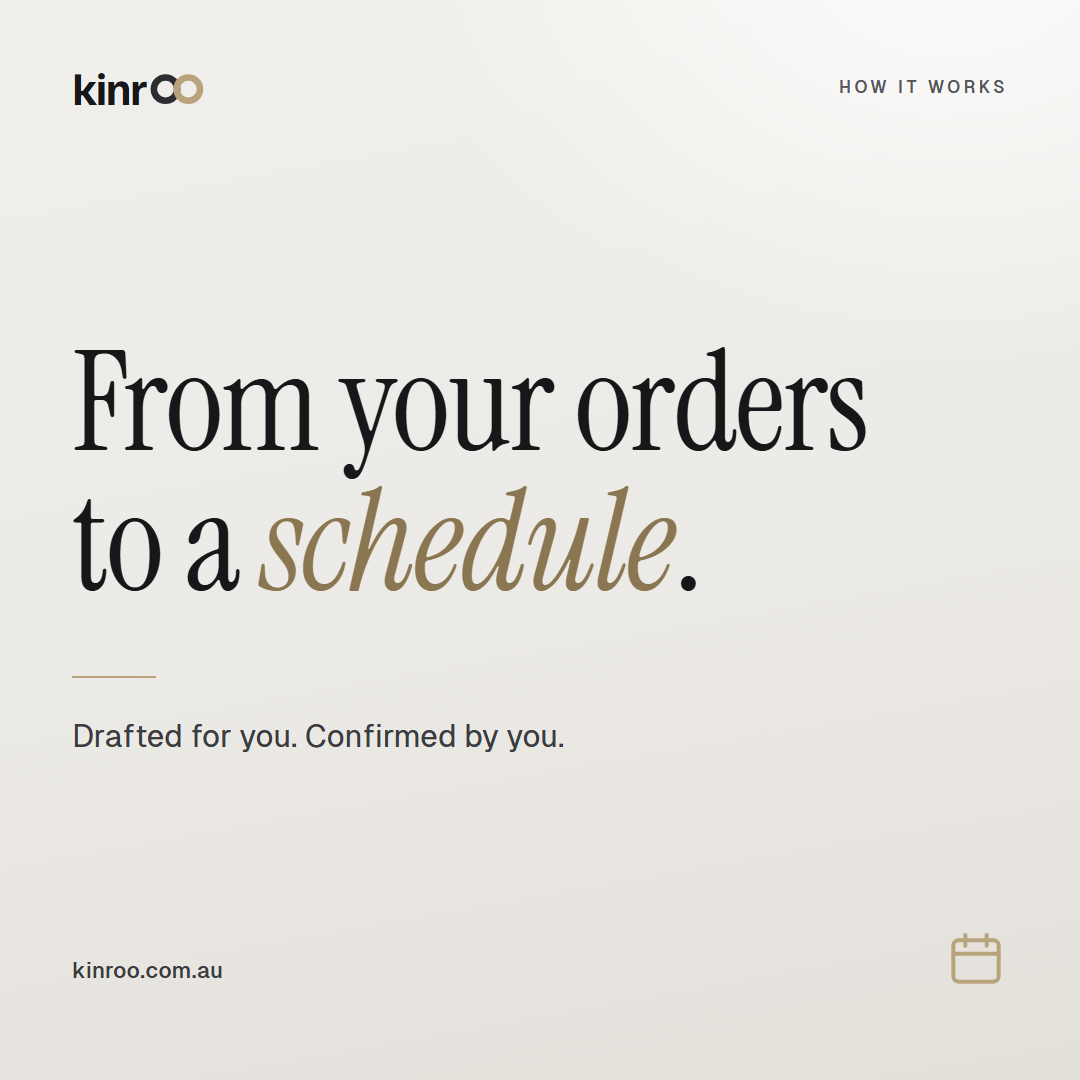 kinroo
HOW IT WORKS
From your orders
to a schedule.
Drafted for you. Confirmed by you.
kinroo.com.au